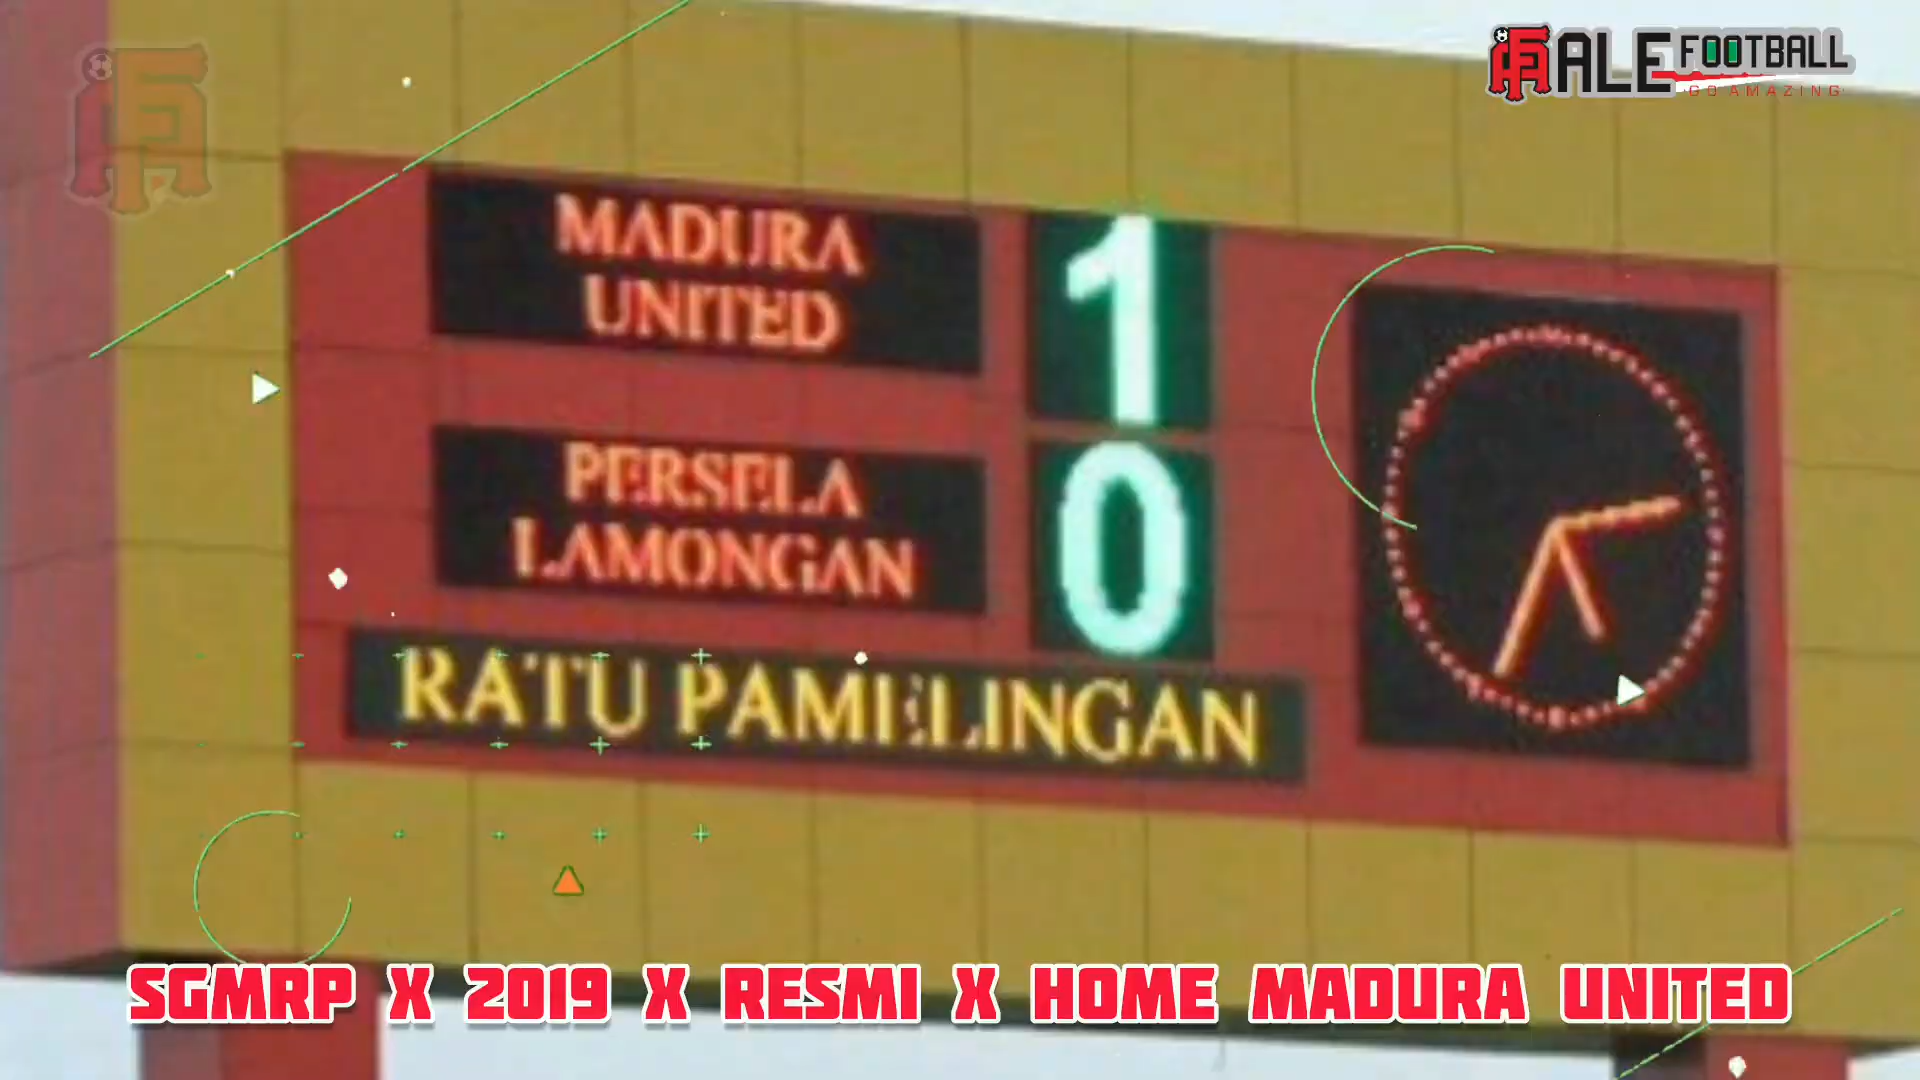 ALE FOOTBALL
GO AMAZING
MADURA
UNITED
1
PERSELA
LAMONGAN
0
RATU PAMELINGAN
SGMRP X 2019 X RESMI X HOME MADURA UNITED